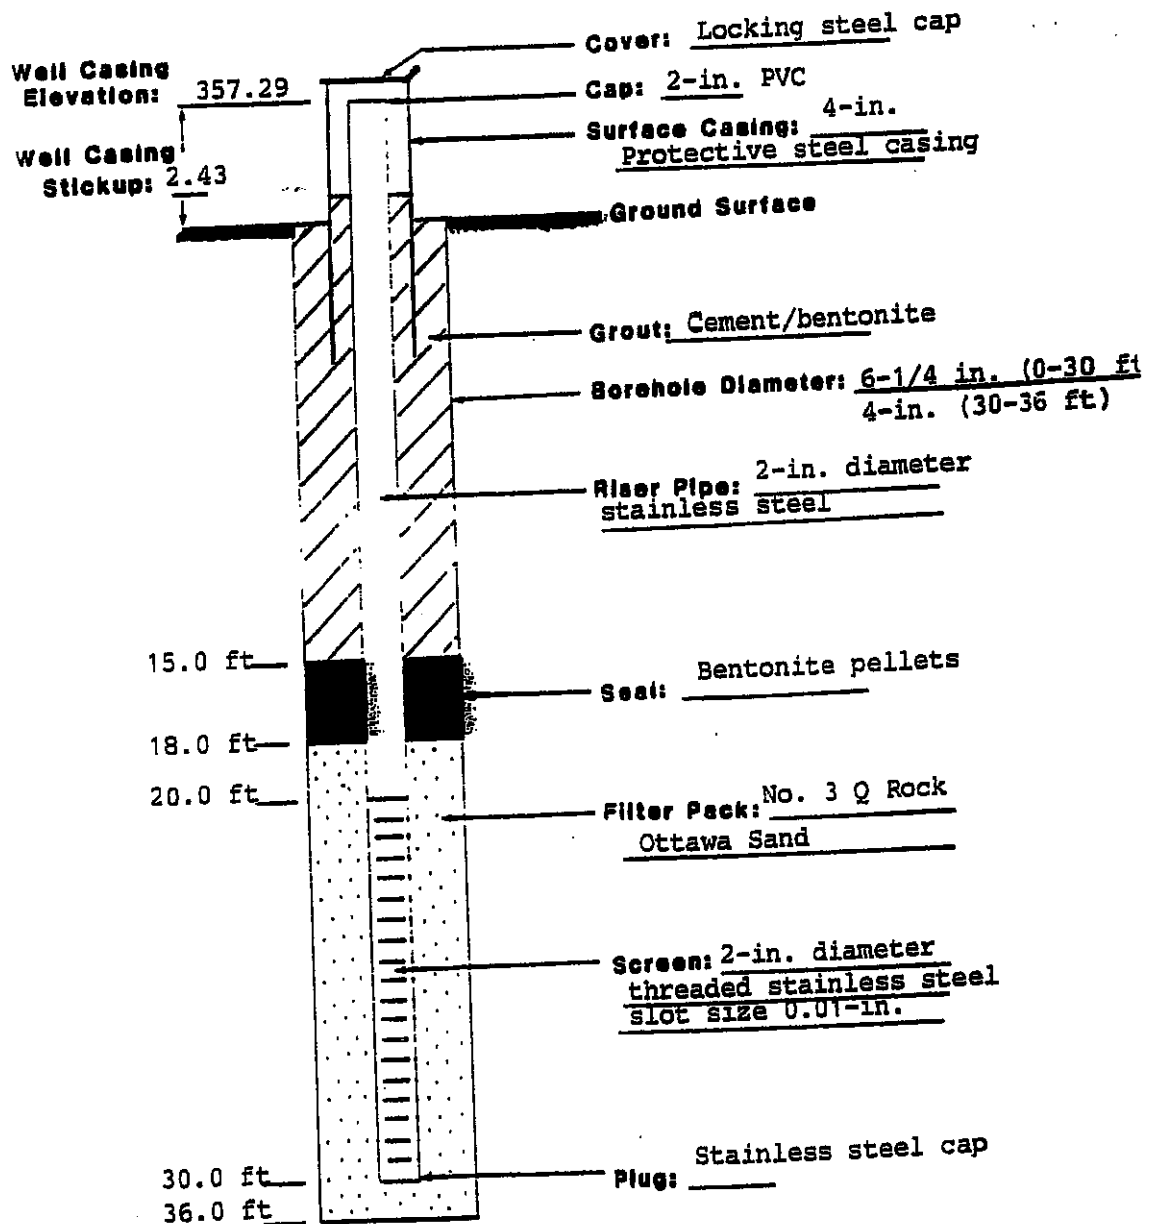 Cover: Locking steel cap
Well Casing
Elevation: 357.29
Cap: 2-in. PVC
Surface Casing: 4-in.
Protective steel casing
Well Casing
Stickup: 2.43
Ground Surface
Grout: Cement/bentonite
Borehole Diameter: 6-1/4 in. (0-30 ft
4-in. (30-36 ft)
Riser Pipe: 2-in. diameter
stainless steel
15.0 ft
Seal: Bentonite pellets
18.0 ft
20.0 ft
Filter Pack: No. 3 Q Rock
Ottawa Sand
Screen: 2-in. diameter
threaded stainless steel
slot size 0.01-in.
Plug: Stainless steel cap
30.0 ft
36.0 ft